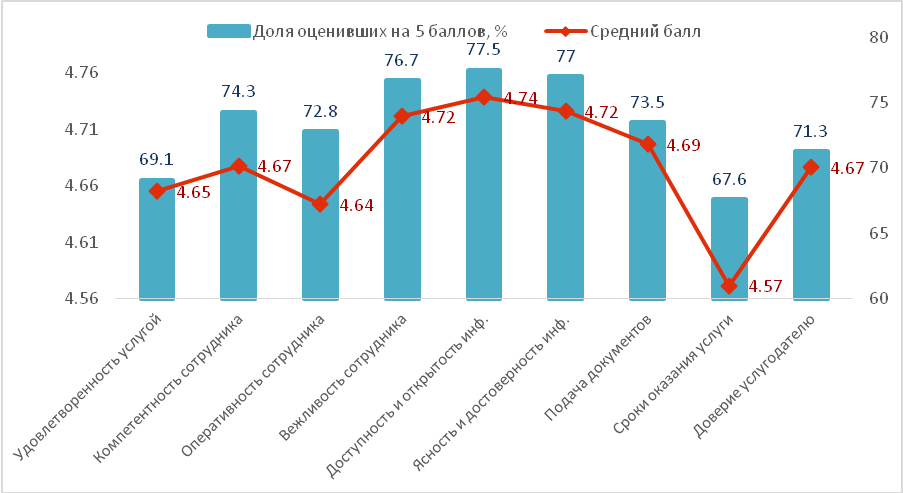 Доля оценивших на 5 баллов, %
Средний балл
80
75
70
65
60
4.76
4.71
4.66
4.61
4.56
69.1
74.3
72.8
76.7
77.5
77
73.5
67.6
71.3
4.65
4.67
4.64
4.72
4.74
4.72
4.69
4.57
4.67
Удовлетворенность услугой
Компетентность сотрудника
Оперативность сотрудника
Вежливость сотрудника
Доступность и открытость инф.
Ясность и достоверность инф.
Подача документов
Сроки оказания услуги
Доверие услугодателю